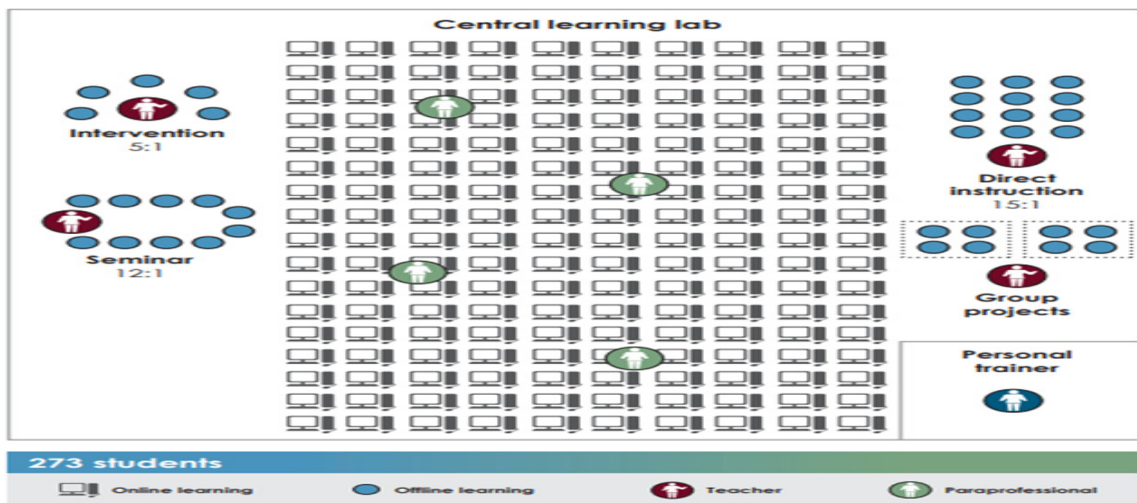 Central learning lab
Intervention
5:1
Seminar
12:1
Direct
instruction
15:1
Group
projects
Personal
trainer
273 students
Online learning
Offline learning
Teacher
Paraprofessional